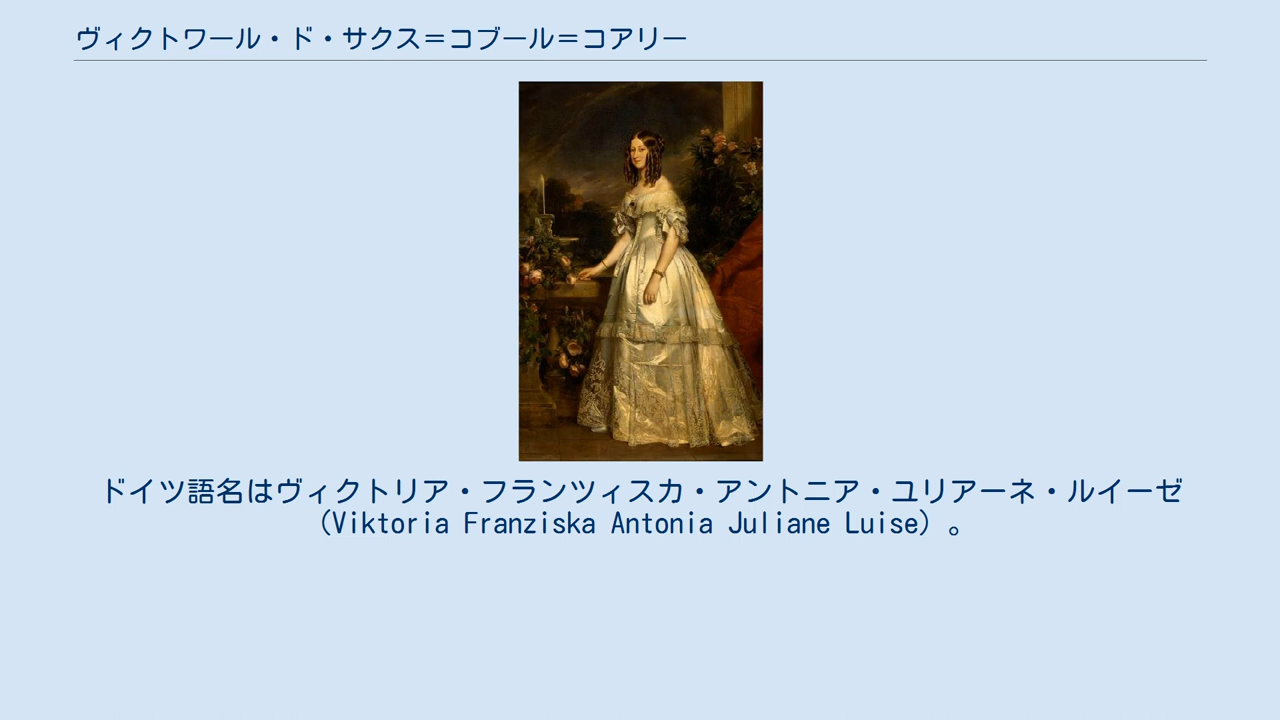 ヴィクトワール・ド・サクス＝コブール＝コアリー
ドイツ語名はヴィクトリア・フランツィスカ・アントニア・ユリアーネ・ルイーゼ
（Viktoria Franziska Antonia Juliane Luise）。